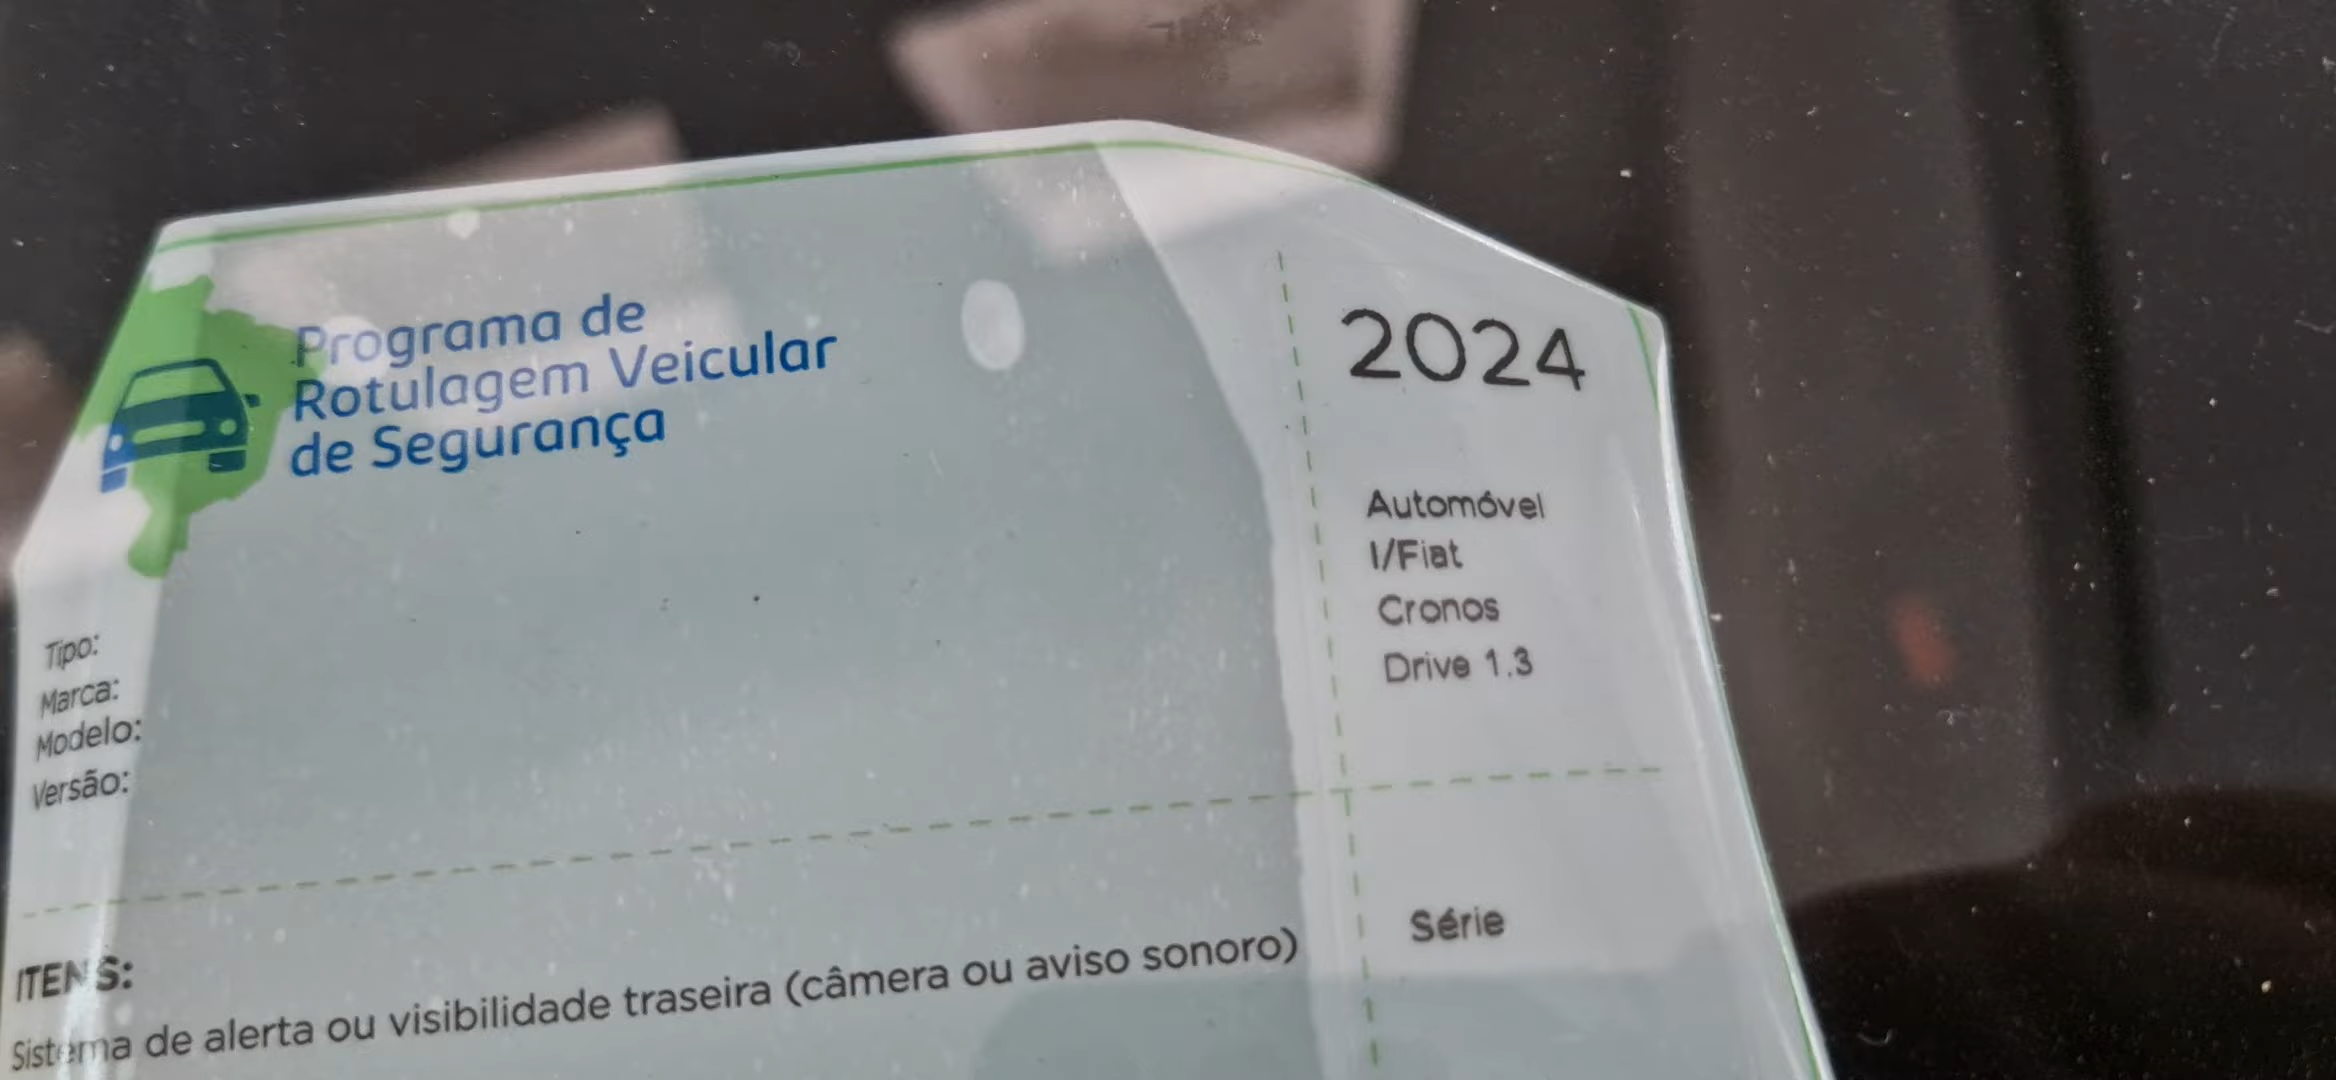 Programa de
Rotulagem Veicular
de Segurança
2024
Tipo: Automóvel
Marca: I/Fiat
Modelo: Cronos
Versão: Drive 1.3
ITENS:
Sistema de alerta ou visibilidade traseira (câmera ou aviso sonoro) Série